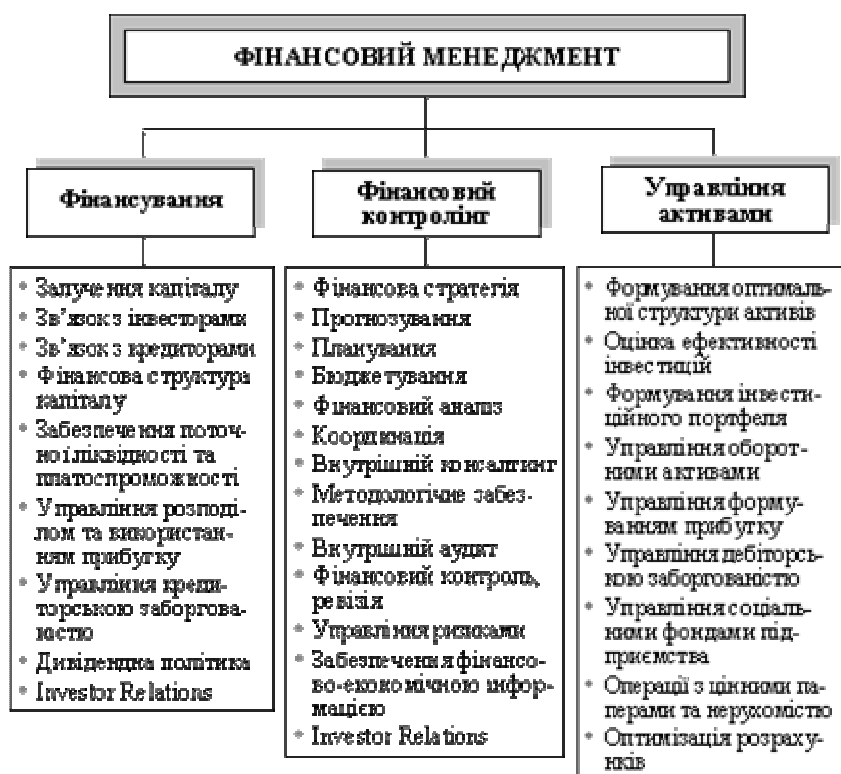 ФІНАНСОВИЙ МЕНЕДЖМЕНТ
Фінансування
Залучення капіталу
Зв’язок з інвесторами
Зв’язок з кредиторами
Фінансова структура
капіталу
Забезпечення поточ-
ної ліквідності та
платоспроможності
Управління розподі-
лом та використан-
ням прибутку
Управління креди-
торською заборгова-
ністю
Дивідендна політика
Investor Relations
Фінансовий
контролінг
Фінансова стратегія
Прогнозування
Планування
Бюджетування
Фінансовий аналіз
Координація
Внутрішній консалтинг
Методологічне забез-
печення
Внутрішній аудит
Фінансовий контроль,
ревізія
Управління ризиками
Забезпечення фінансо-
во-економічною інфор-
мацією
Investor Relations
Управління
активами
Формування оптималь-
ної структури активів
Оцінка ефективності
інвестицій
Формування інвести-
ційного портфеля
Управління оборот-
ними активами
Управління форму-
ванням прибутку
Управління дебіторсь-
кою заборгованістю
Управління соціаль-
ними фондами під-
приємства
Операції з цінними па-
перами та нерухомістю
Оптимізація розраху-
нків